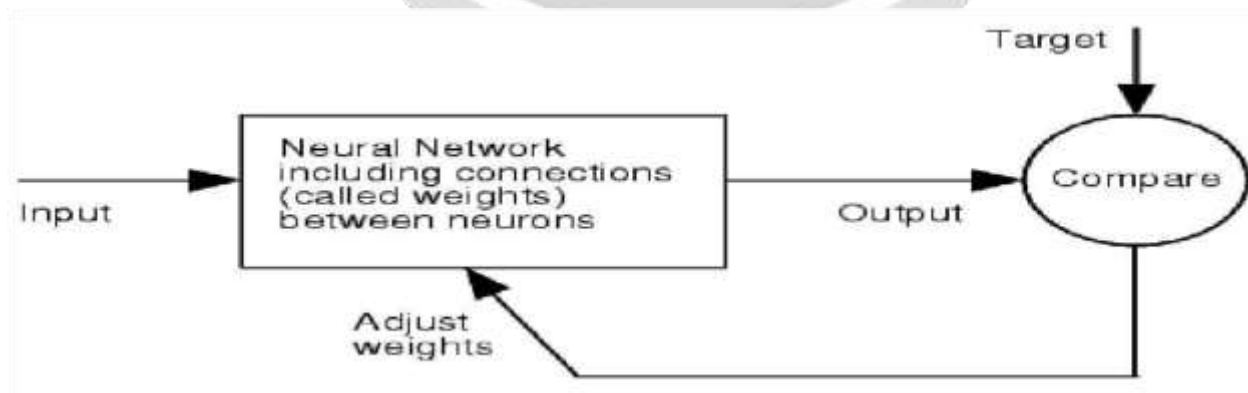 Target
Neural Network
including connections
(called weights)
between neurons
Compare
Input
Output
Adjust
weights